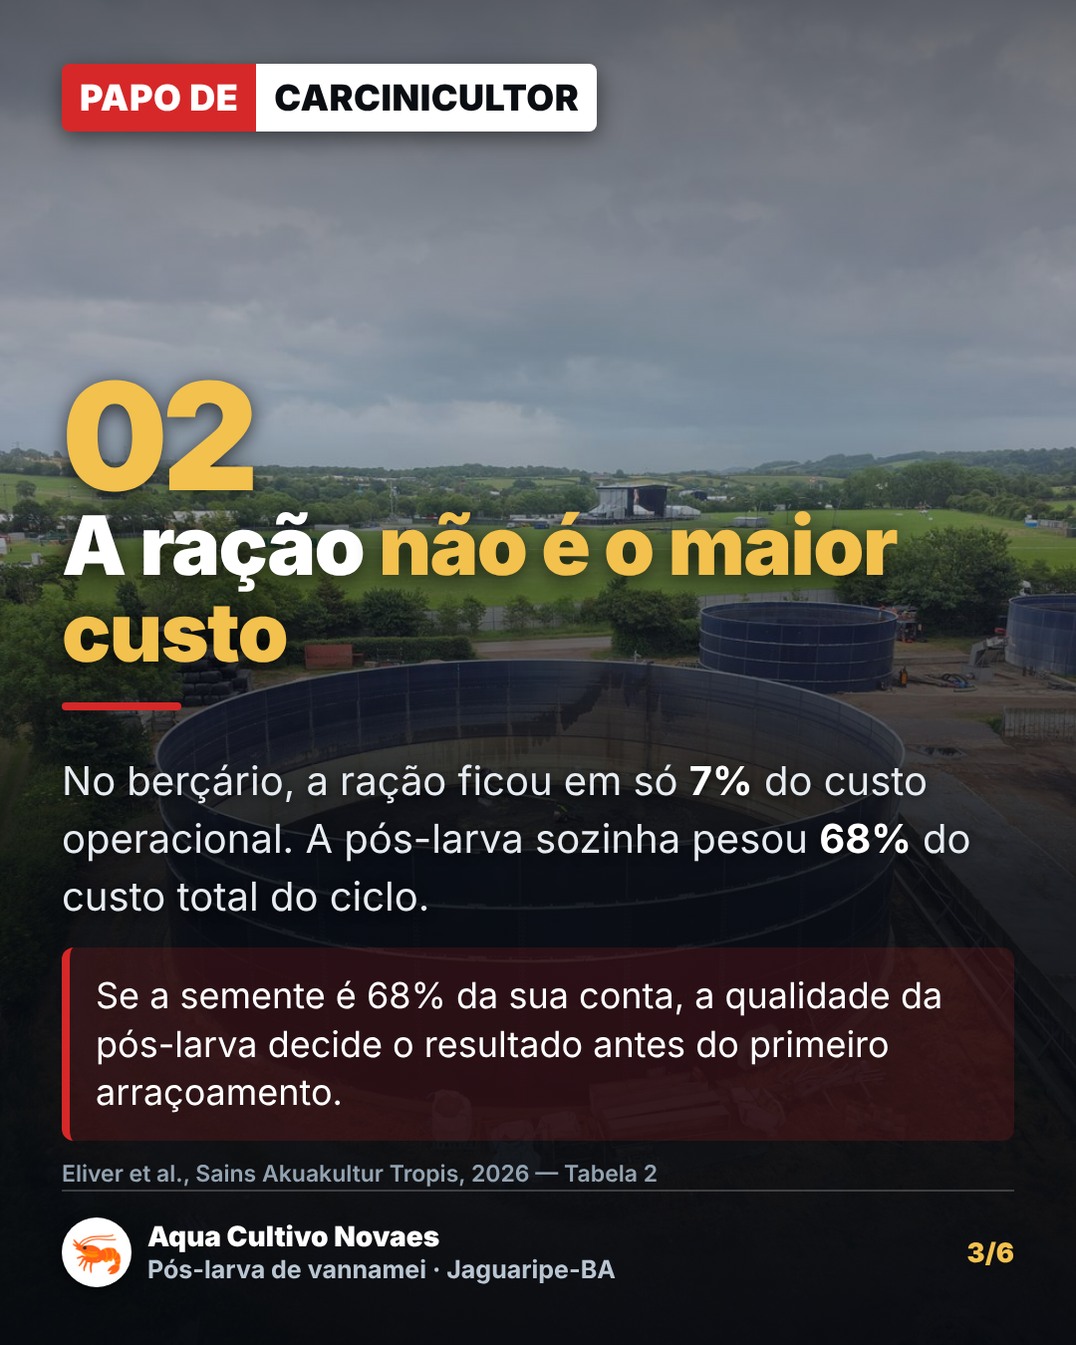 PAPO DE CARCINICULTOR
02
A ração não é o maior
custo
No berçário, a ração ficou em só 7% do custo
operacional. A pós-larva sozinha pesou 68% do
custo total do ciclo.
Se a semente é 68% da sua conta, a qualidade da
pós-larva decide o resultado antes do primeiro
arraçoamento.
Eliver et al., Sains Akuakultur Tropis, 2026 — Tabela 2
Aqua Cultivo Novaes
Pós-larva de vannamei · Jaguaripe-BA
3/6